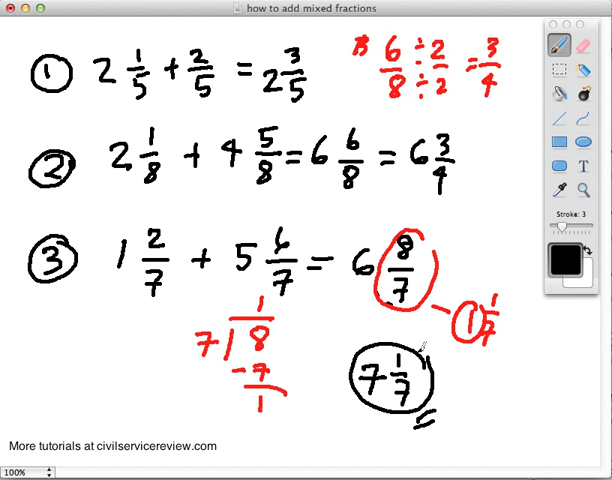 how to add mixed fractions
① 2 1/5 + 2/5 = 2 3/5
* 6/8 ÷ 2/÷ 2 = 3/4
② 2 1/8 + 4 5/8 = 6 6/8 = 6 3/4
③ 1 2/7 + 5 6/7 = 6 8/7
1 1/7
1
7 8
-7
1
7 1/7
Stroke: 3
More tutorials at civilservicereview.com
100%